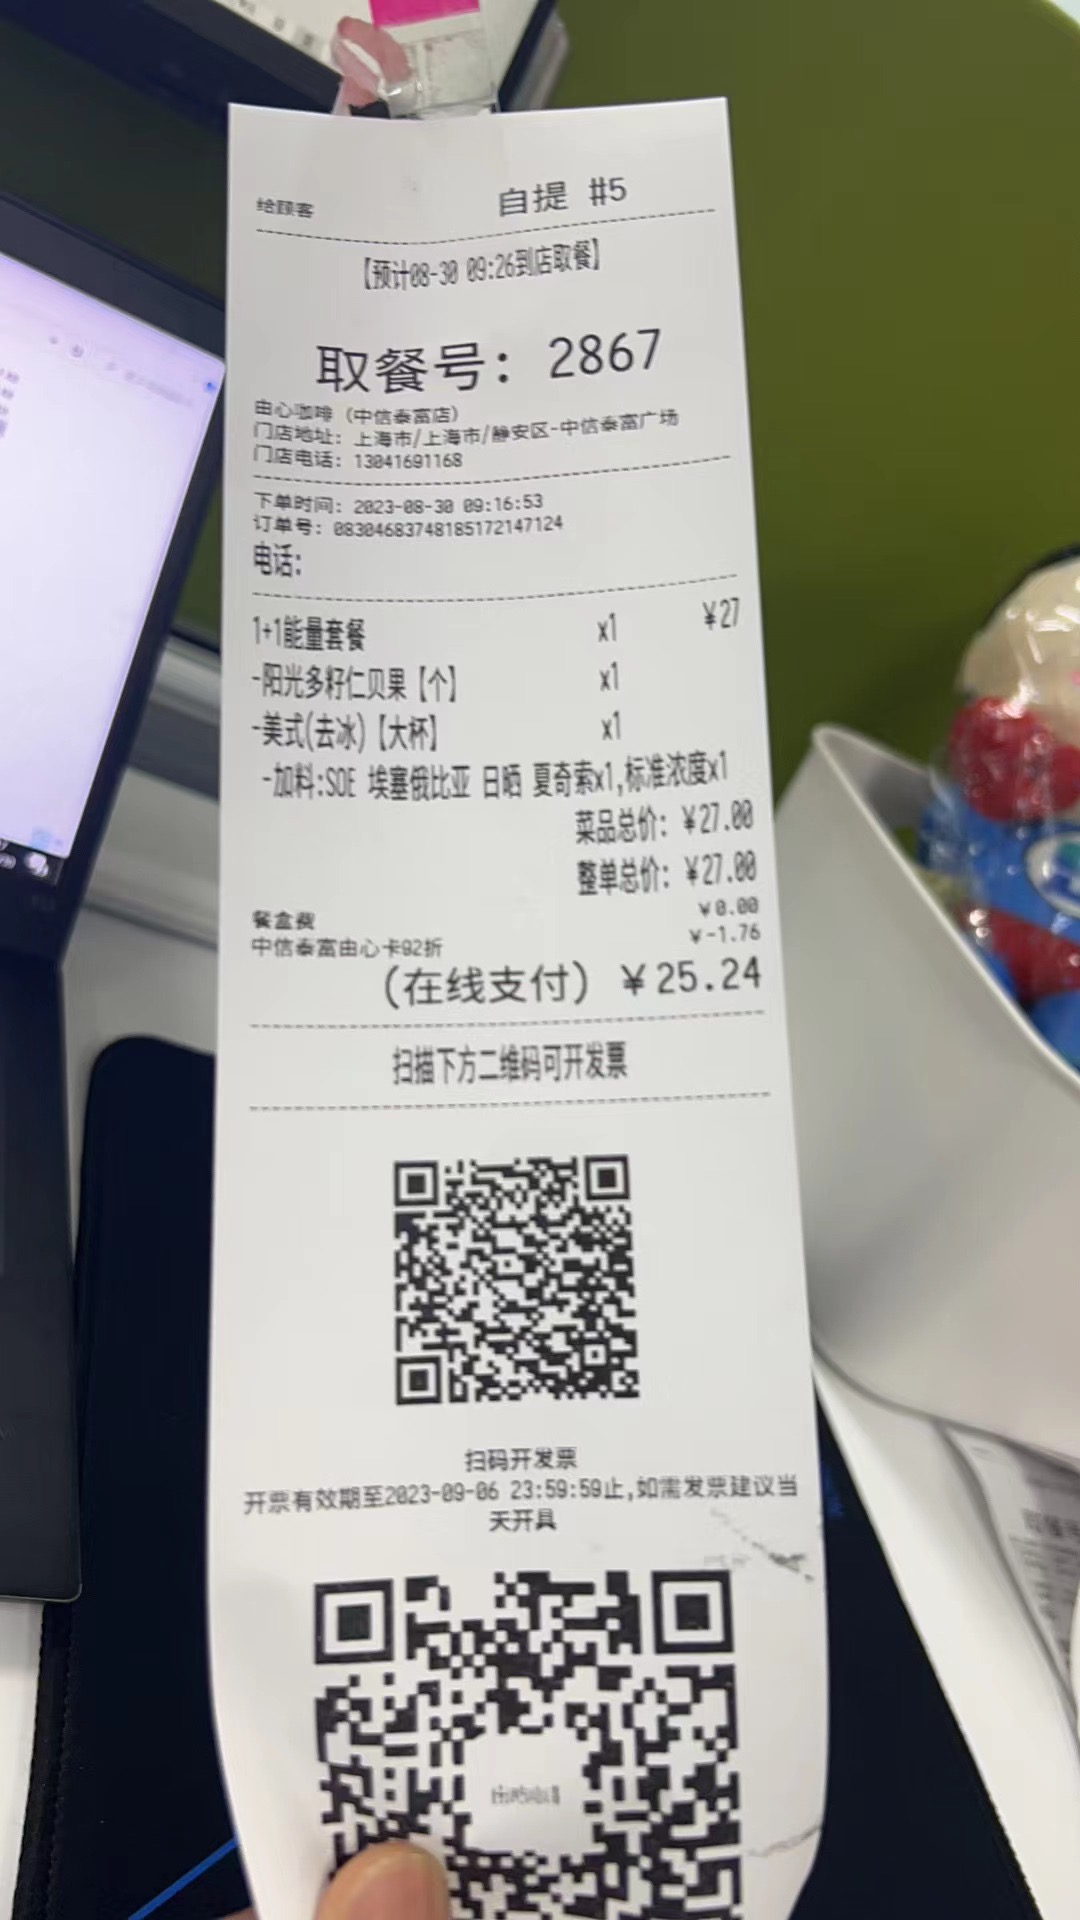 给顾客 自提 #5
【预计08-30 09:26到店取餐】
取餐号：2867
由心咖啡（中信泰富店）
门店地址：上海市/上海市/静安区-中信泰富广场
门店电话：13041691168
下单时间：2023-08-30 09:16:53
订单号：083046837748185172147124
电话：
1+1能量套餐 x1 ¥27
-阳光多籽仁贝果【个】 x1
-美式(去冰)【大杯】 x1
-加料:SOE 埃塞俄比亚 日晒 夏奇索x1,标准浓度x1
菜品总价：¥27.00
整单总价：¥27.00
餐盒费 ¥0.00
中信泰富由心卡92折 ¥-1.76
(在线支付) ¥25.24
扫描下方二维码可开发票
扫码开发票
开票有效期至2023-09-06 23:59:59止,如需发票建议当
天开具